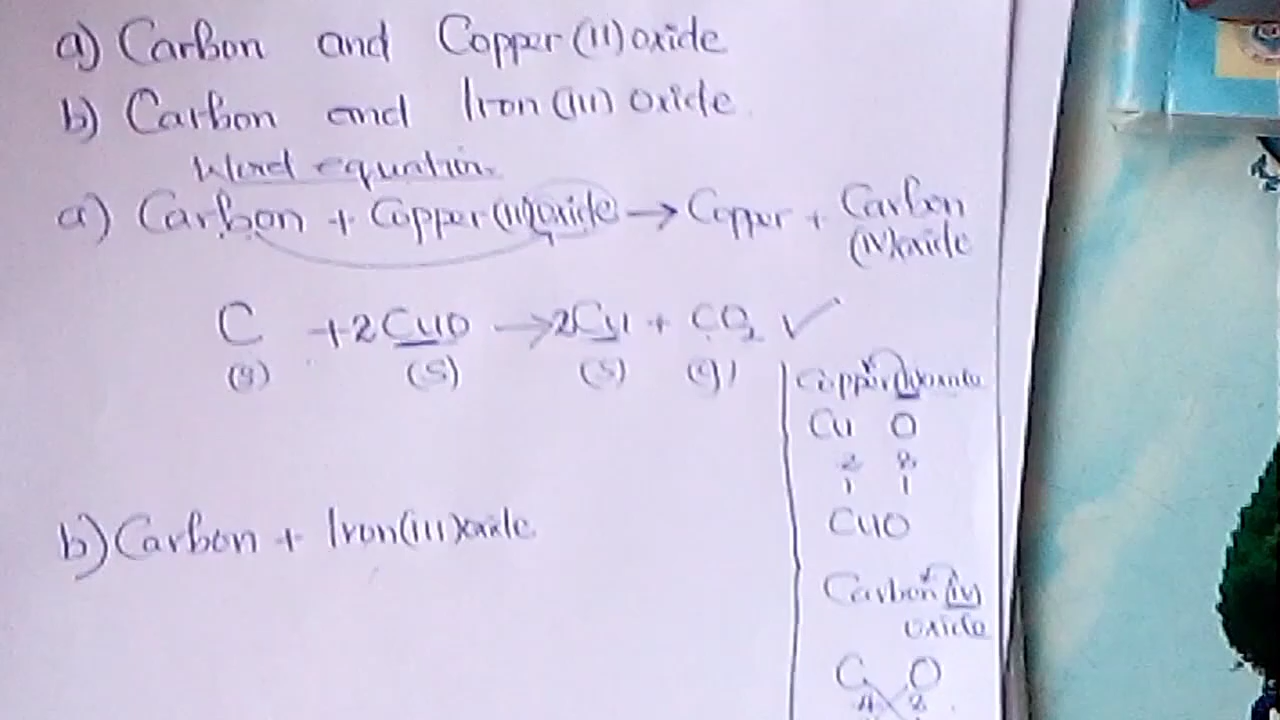 a) Carbon and Copper (II) oxide
b) Carbon and Iron (III) oxide
Word equation
a) Carbon + Copper (II) oxide → Copper + Carbon
(IV) oxide
C + 2CuO → 2Cu + CO₂ ✓
(s) (s) (s) (g)
b) Carbon + Iron (III) oxide
Copper (II) oxide
Cu O
2 2
1 1
CuO
Carbon (IV)
oxide
C O
4 2